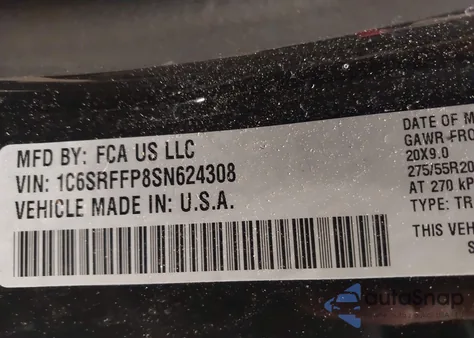 MFD BY: FCA US LLC
VIN: 1C6SRFFP8SN624308
VEHICLE MADE IN: U.S.A.
DATE OF M
GAWR-FRO
20X9.0
275/55R20
AT 270 kP
TYPE: TR
THIS VEH
S
autoSnap